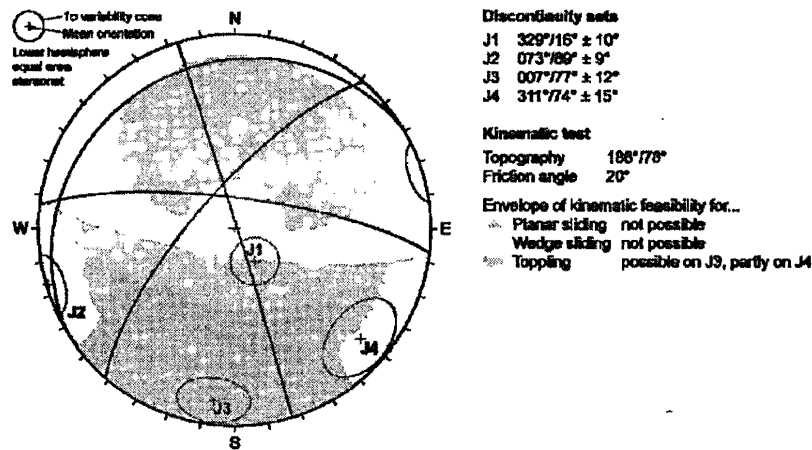 1σ variability cone
Mean orientation
Lower hemisphere
equal area
stereonet
N
W
E
S
J1
J2
J3
J4
Discontinuity sets
J1 329°/16° ± 10°
J2 073°/89° ± 9°
J3 007°/77° ± 12°
J4 311°/74° ± 15°
Kinematic test
Topography 186°/78°
Friction angle 20°
Envelope of kinematic feasibility for...
Planar sliding not possible
Wedge sliding not possible
Toppling possible on J3, partly on J4